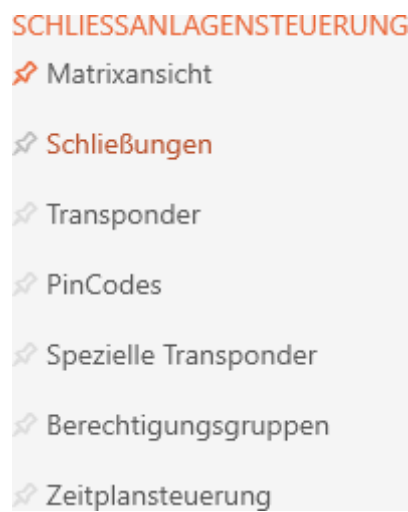 SCHLIESSANLAGENSTEUERUNG
Matrixansicht
Schließungen
Transponder
PinCodes
Spezielle Transponder
Berechtigungsgruppen
Zeitplansteuerung